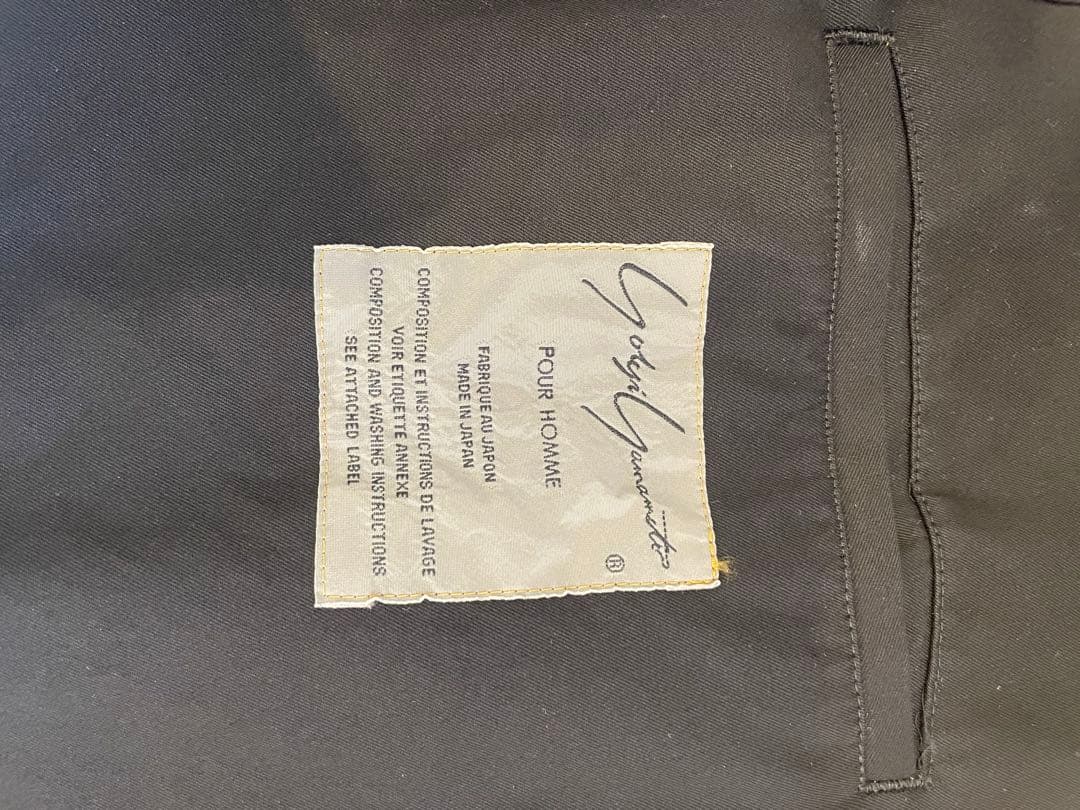 Yohji Yamamoto
®
POUR HOMME
FABRIQUE AU JAPON
MADE IN JAPAN
COMPOSITION ET INSTRUCTIONS DE LAVAGE
VOIR ETIQUETTE ANNEXE
COMPOSITION AND WASHING INSTRUCTIONS
SEE ATTACHED LABEL